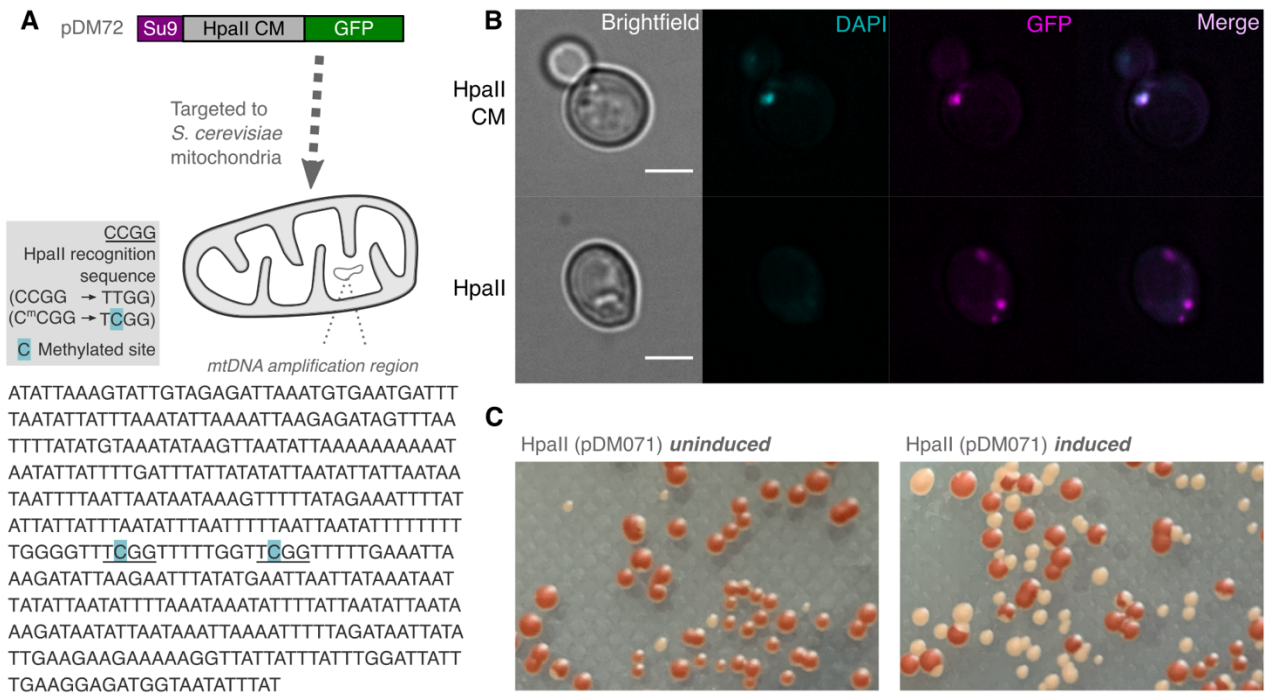 A
pDM72
Su9
HpaII CM
GFP
Targeted to
S. cerevisiae
mitochondria
CCGG
HpaII recognition
sequence
(CCGG → TTGG)
(CmCGG → TCGG)
C Methylated site
mtDNA amplification region
ATATTAAAGTATTGTAGAGATTAAATGTGAATGATTT
TAATATTATTTAAATATTAAAATTAAGAGATAGTTTAA
TTTTATATGTAAATATAAGTTAATATTAAAAAAAAAAT
AATATTATTTTGATTTATTATATATTAATATTATTAATAA
TAATTTTAATTAATAATAAAGTTTTTATAGAAATTTTAT
ATTATTATTTAATATTTAATTTTTTAATTAATATTTTTTTT
TGGGGTTTCGGTTTTTGGTTCGGTTTTTGAAATTA
AAGATATTAAGAATTTATATGAATTAATTATAAATAAT
TATATTAATATTTTAAATAAATATTTTATTAATATTAATA
AAGATAATATTAATAAATTAAAATTTTTAGATAATTATA
TTGAAGAAGAAAAAGGTTATTATTTATTTGGATTATT
TGAAGGAGATGGTAATATTTAT
B
Brightfield
DAPI
GFP
Merge
HpaII
CM
HpaII
C
HpaII (pDM071) uninduced
HpaII (pDM071) induced